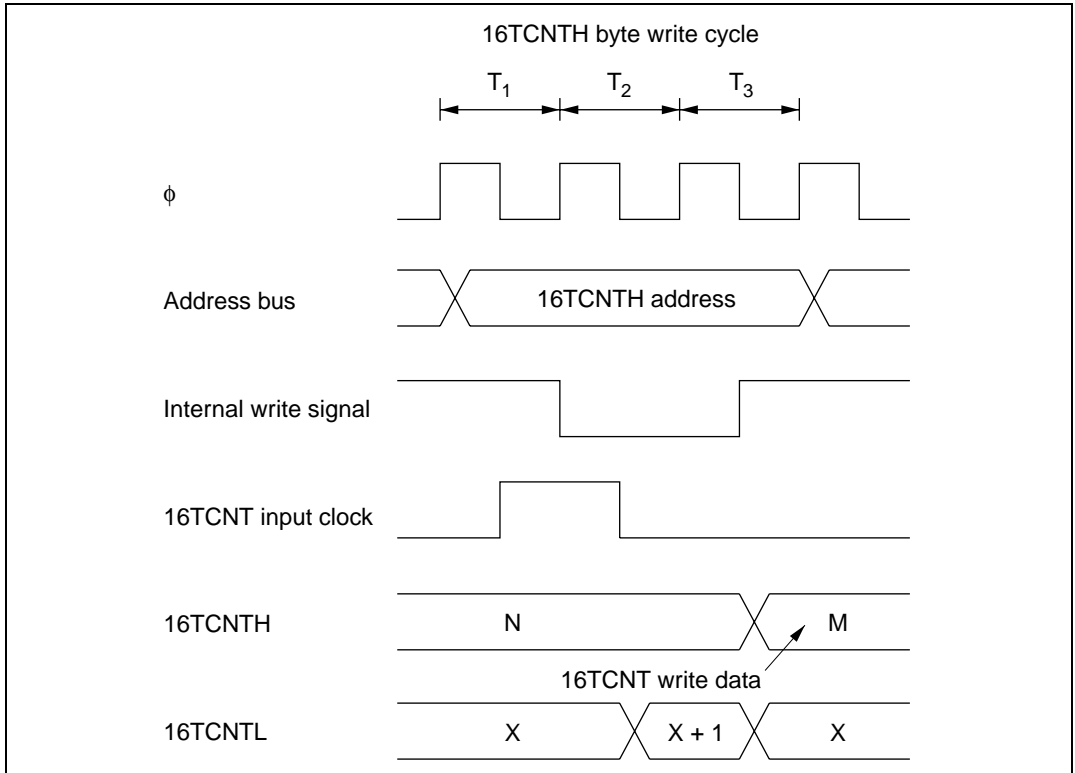 16TCNTH byte write cycle
T1 T2 T3
φ
Address bus 16TCNTH address
Internal write signal
16TCNT input clock
16TCNTH N M
16TCNT write data
16TCNTL X X + 1 X